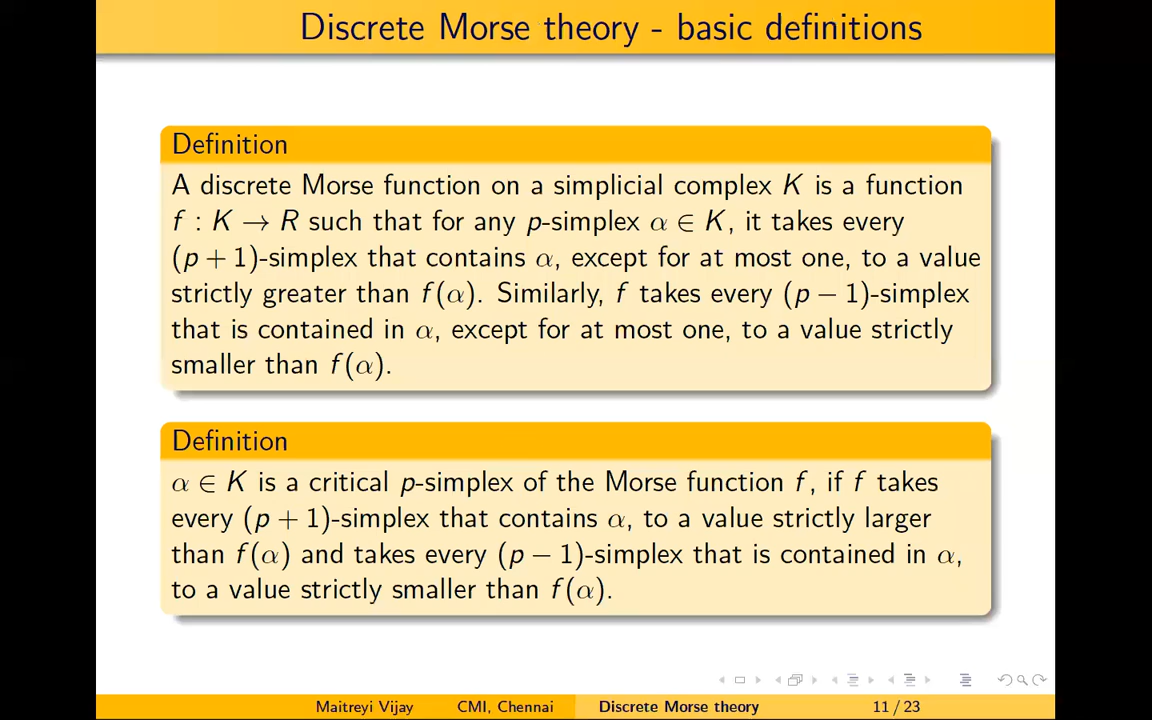 Discrete Morse theory - basic definitions
Definition
A discrete Morse function on a simplicial complex K is a function
f : K → R such that for any p-simplex α ∈ K, it takes every
(p + 1)-simplex that contains α, except for at most one, to a value
strictly greater than f(α). Similarly, f takes every (p − 1)-simplex
that is contained in α, except for at most one, to a value strictly
smaller than f(α).
Definition
α ∈ K is a critical p-simplex of the Morse function f, if f takes
every (p + 1)-simplex that contains α, to a value strictly larger
than f(α) and takes every (p − 1)-simplex that is contained in α,
to a value strictly smaller than f(α).
Maitreyi Vijay CMI, Chennai Discrete Morse theory 11 / 23